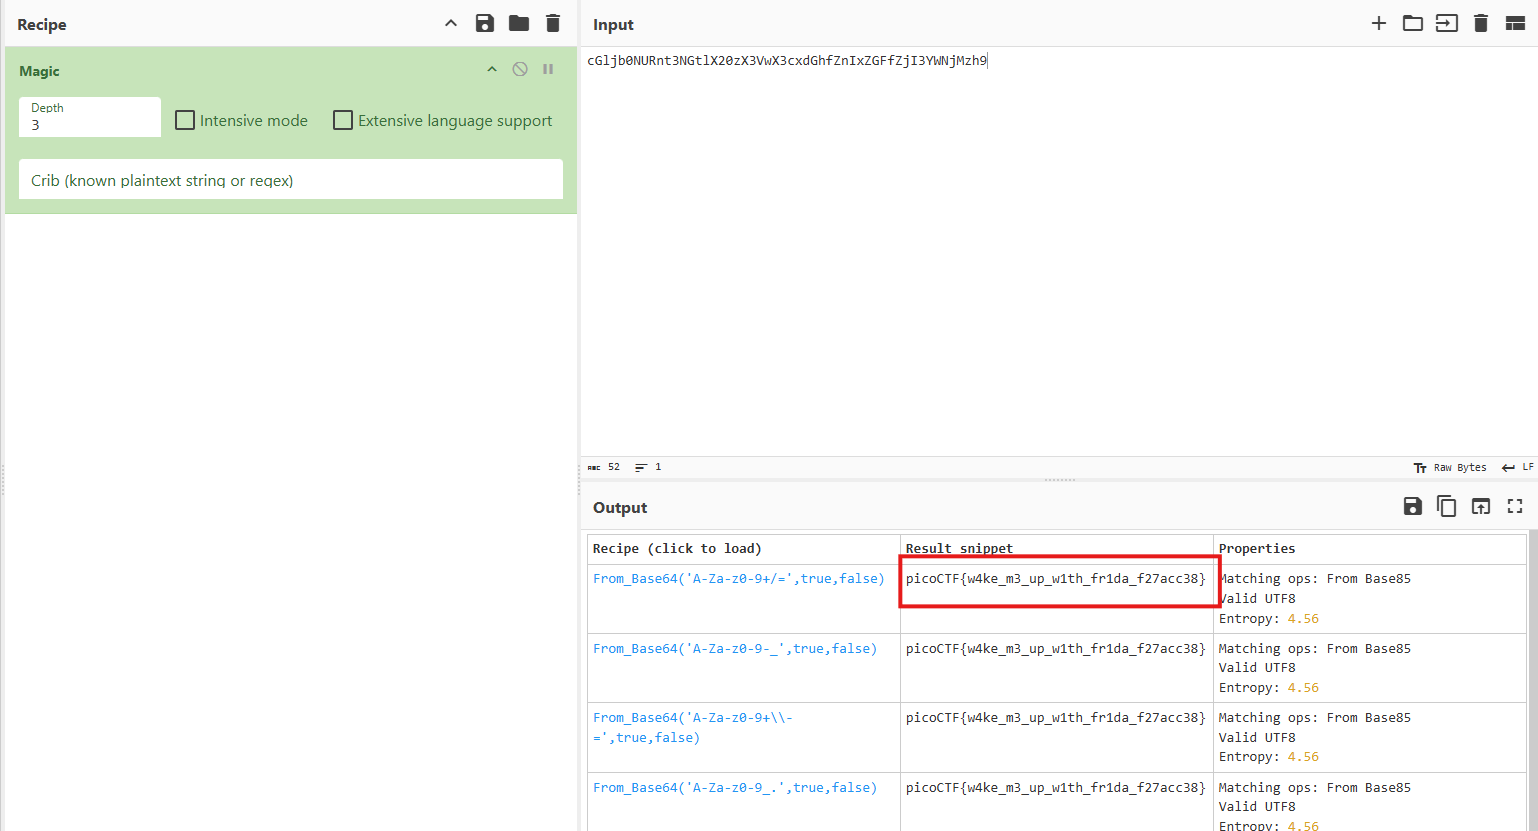 Recipe
Magic
Depth
3
Intensive mode
Extensive language support
Crib (known plaintext string or regex)
Input
cGljb0NURnt3NGtlX20zX3VwX3cxdGhfZnIxZGFfZjI3YWNjMzh9
ABC 52 1
Tт Raw Bytes LF
Output
Recipe (click to load) Result snippet Properties
From_Base64('A-Za-z0-9+/=',true,false) picoCTF{w4ke_m3_up_w1th_fr1da_f27acc38} Matching ops: From Base85
Valid UTF8
Entropy: 4.56
From_Base64('A-Za-z0-9-_',true,false) picoCTF{w4ke_m3_up_w1th_fr1da_f27acc38} Matching ops: From Base85
Valid UTF8
Entropy: 4.56
From_Base64('A-Za-z0-9+\\- picoCTF{w4ke_m3_up_w1th_fr1da_f27acc38} Matching ops: From Base85
=',true,false) Valid UTF8
Entropy: 4.56
From_Base64('A-Za-z0-9_.',true,false) picoCTF{w4ke_m3_up_w1th_fr1da_f27acc38} Matching ops: From Base85
Valid UTF8
Entropy: 4.56